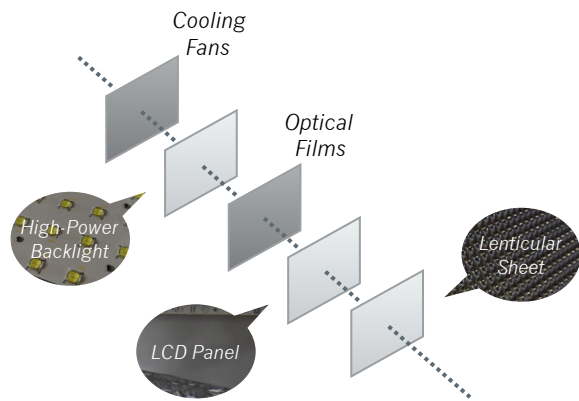 Cooling
Fans
Optical
Films
High-Power
Backlight
Lenticular
Sheet
LCD Panel